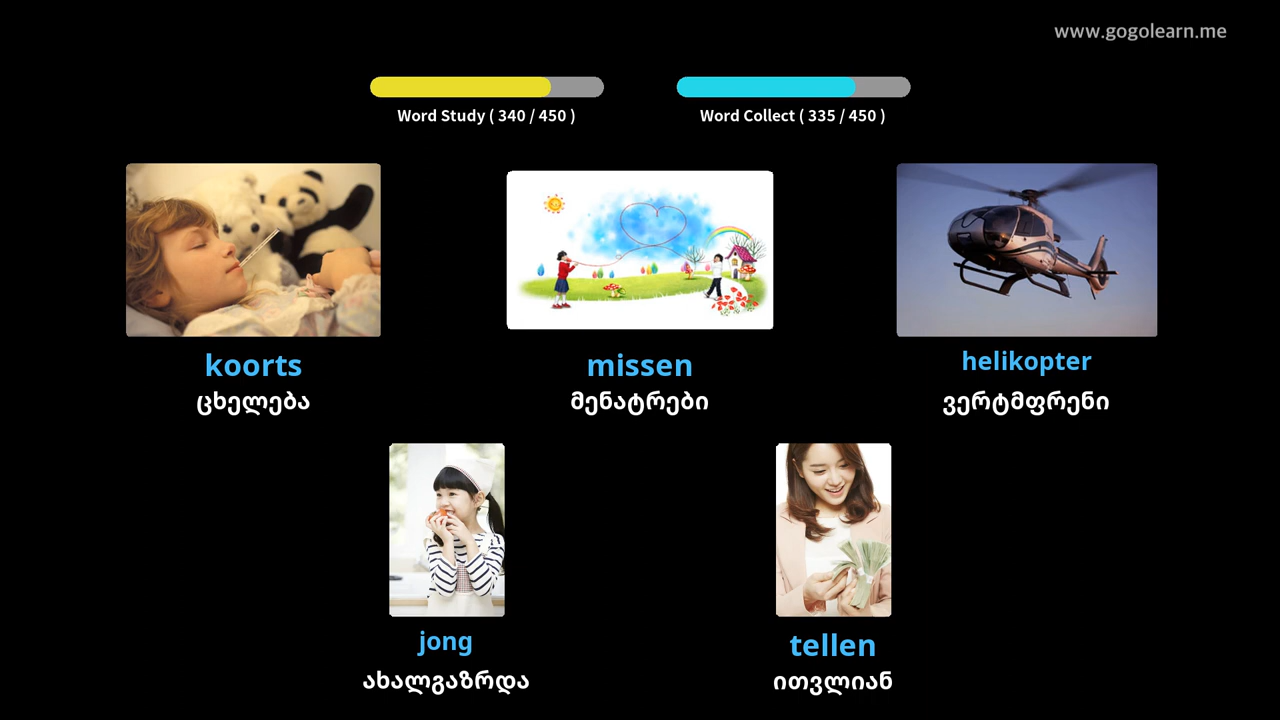 www.gogolearn.me
Word Study ( 340 / 450 )
Word Collect ( 335 / 450 )
koorts
ცხელება
missen
მენატრები
helikopter
ვერტმფრენი
jong
ახალგაზრდა
tellen
ითვლიან